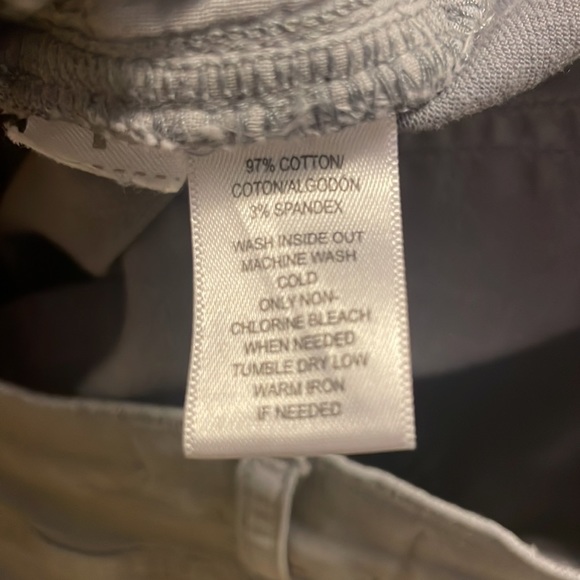 97% COTTON/
COTON/ALGODON
3% SPANDEX
WASH INSIDE OUT
MACHINE WASH
COLD
ONLY NON-
CHLORINE BLEACH
WHEN NEEDED
TUMBLE DRY LOW
WARM IRON
IF NEEDED